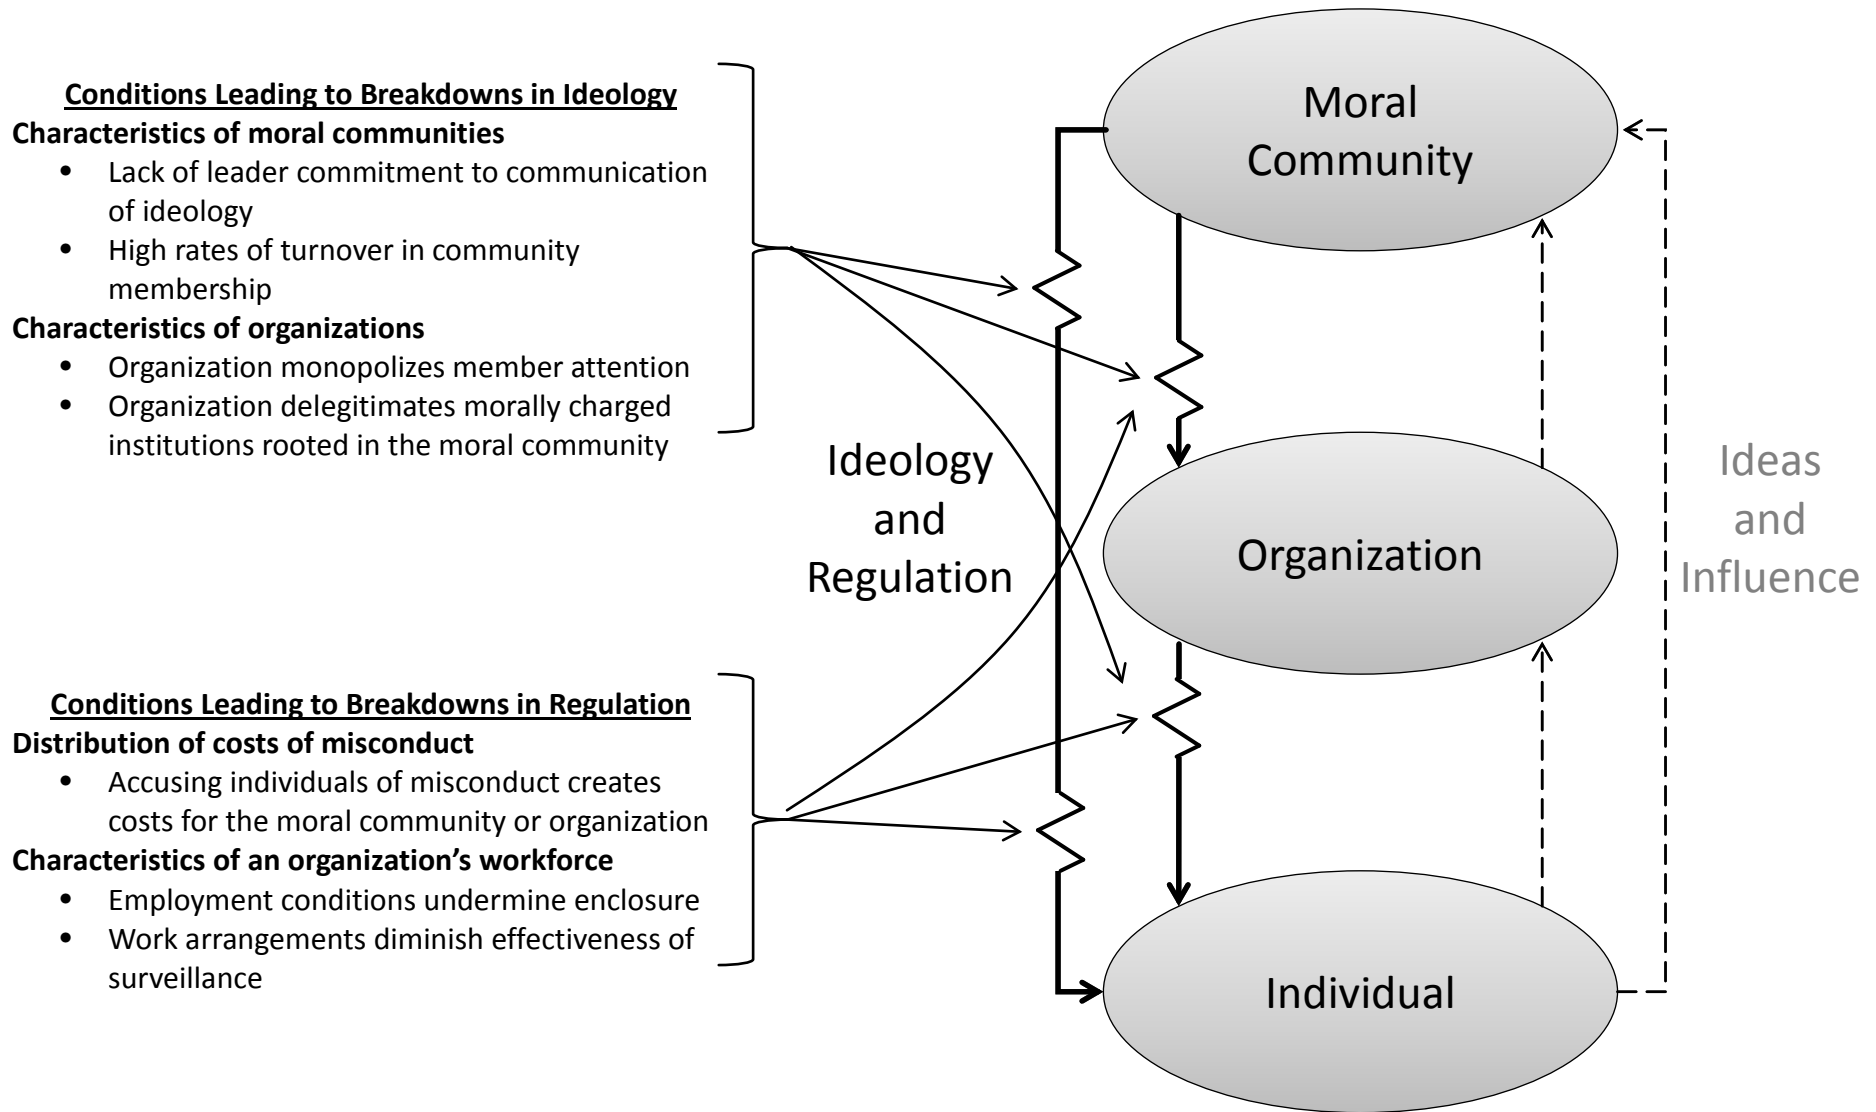 Conditions Leading to Breakdowns in Ideology
Characteristics of moral communities
• Lack of leader commitment to communication
of ideology
• High rates of turnover in community
membership
Characteristics of organizations
• Organization monopolizes member attention
• Organization delegitimates morally charged
institutions rooted in the moral community
Conditions Leading to Breakdowns in Regulation
Distribution of costs of misconduct
• Accusing individuals of misconduct creates
costs for the moral community or organization
Characteristics of an organization’s workforce
• Employment conditions undermine enclosure
• Work arrangements diminish effectiveness of
surveillance
Ideology
and
Regulation
Moral
Community
Organization
Individual
Ideas
and
Influence